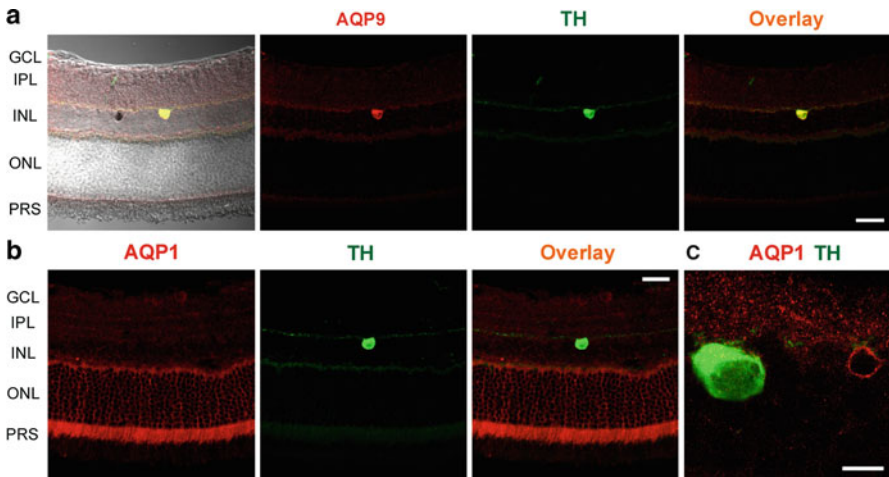 a
AQP9 TH Overlay
GCL
IPL
INL
ONL
PRS
b
AQP1 TH Overlay
GCL
IPL
INL
ONL
PRS
c AQP1 TH